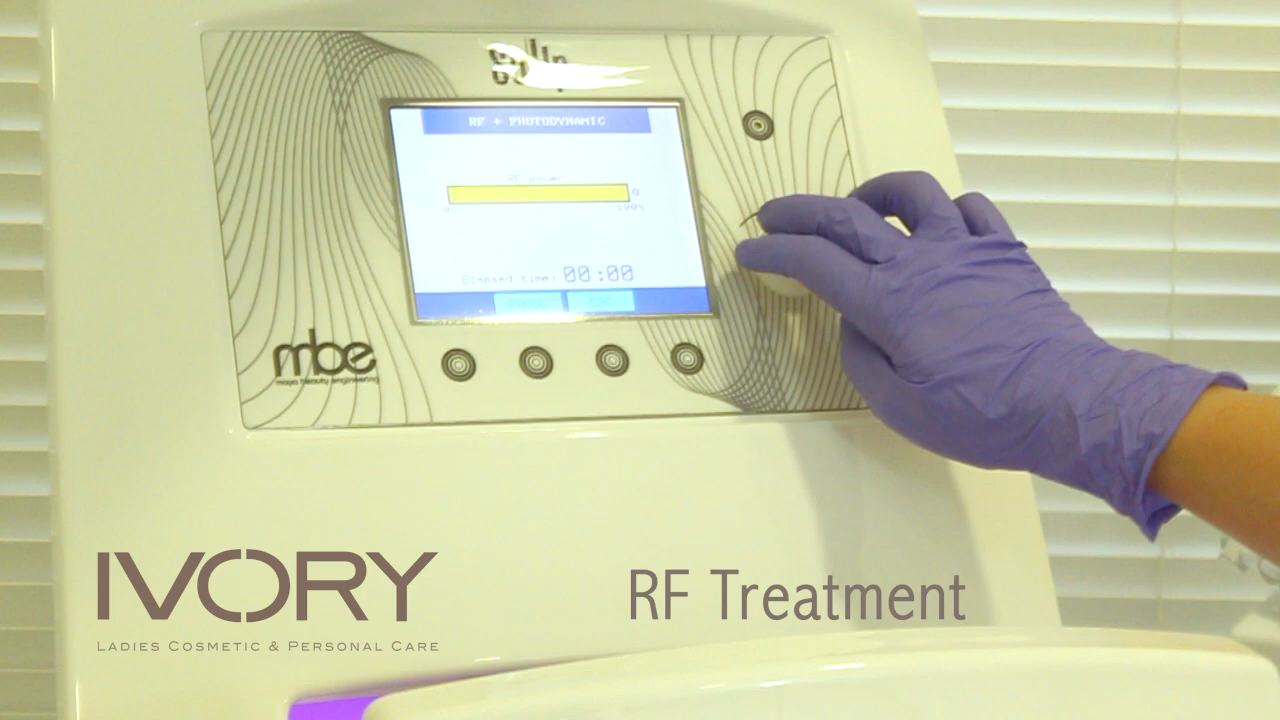 RF + PHOTODYNAMIC
RF power
0
0%
100%
Elapsed time: 00:00
ESC
mbe
maya beauty engineering
IVORY
LADIES COSMETIC & PERSONAL CARE
RF Treatment